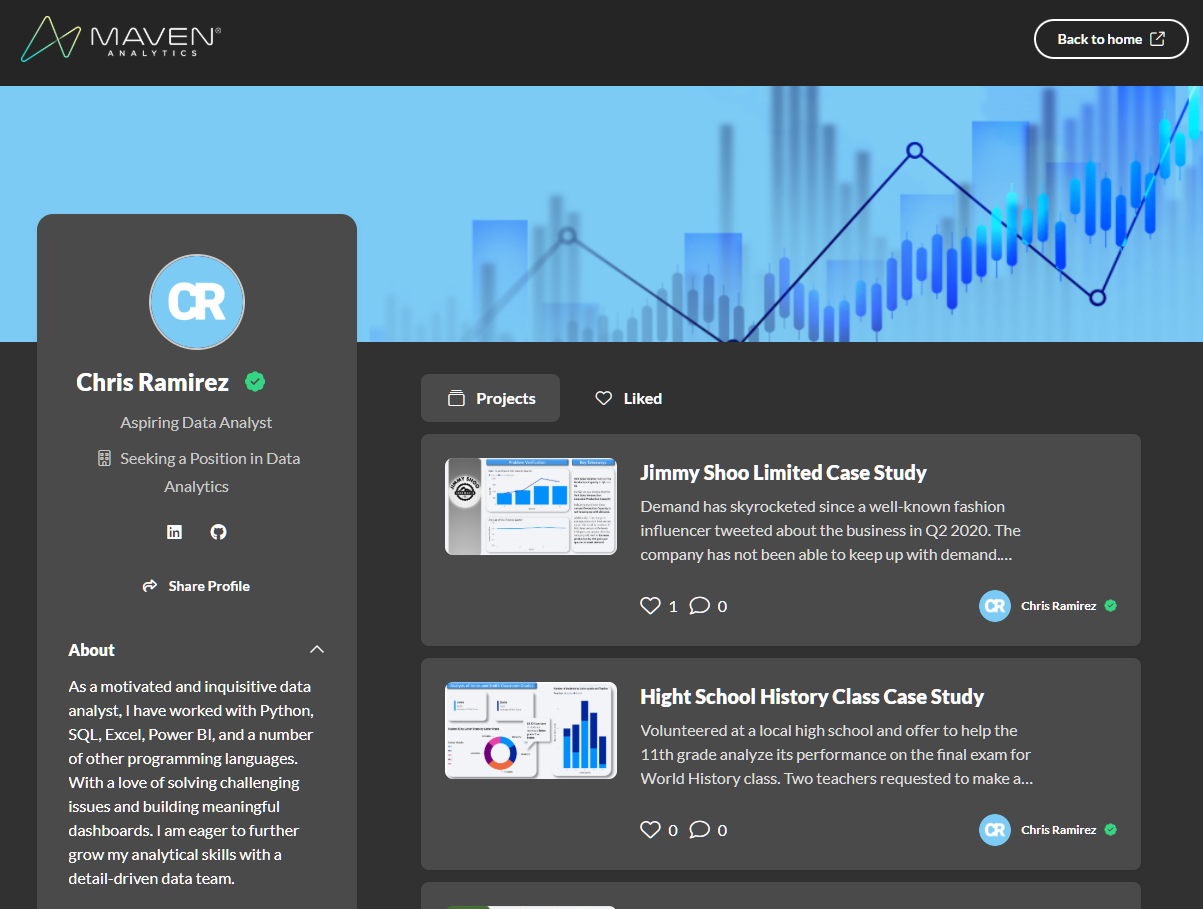 MAVEN®
ANALYTICS
Back to home
CR
Chris Ramirez
Aspiring Data Analyst
Seeking a Position in Data
Analytics
Share Profile
About
As a motivated and inquisitive data
analyst, I have worked with Python,
SQL, Excel, Power BI, and a number
of other programming languages.
With a love of solving challenging
issues and building meaningful
dashboards. I am eager to further
grow my analytical skills with a
detail-driven data team.
Projects
Liked
Problem Verification
Key Takeaways
JIMMY SHOO
Jimmy Shoo Limited Case Study
Demand has skyrocketed since a well-known fashion
influencer tweeted about the business in Q2 2020. The
company has not been able to keep up with demand....
1
0
CR
Chris Ramirez
Hight School History Class Case Study
Volunteered at a local high school and offer to help the
11th grade analyze its performance on the final exam for
World History class. Two teachers requested to make a...
0
0
CR
Chris Ramirez